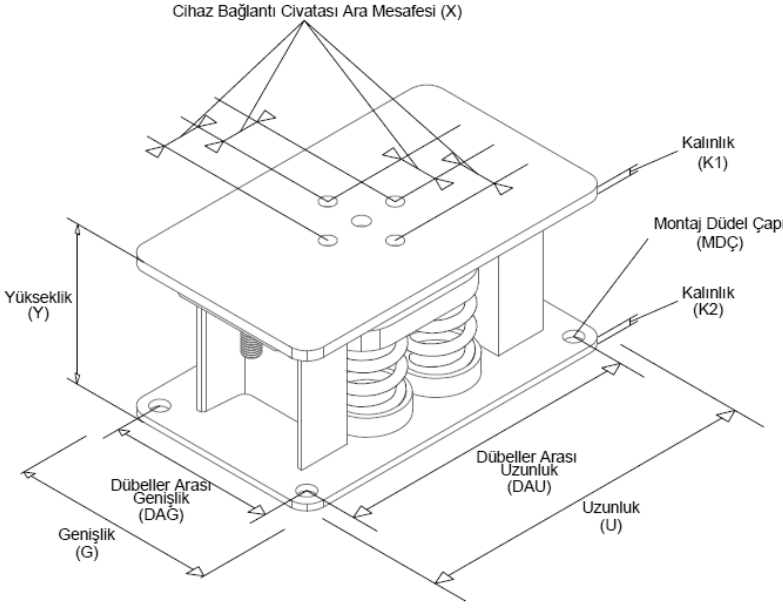 Cihaz Bağlantı Civatası Ara Mesafesi (X)
Kalınlık
(K1)
Montaj Düdel Çapı
(MDÇ)
Kalınlık
(K2)
Yükseklik
(Y)
Dübeller Arası
Uzunluk
(DAU)
Uzunluk
(U)
Dübeller Arası
Genişlik
(DAG)
Genişlik
(G)